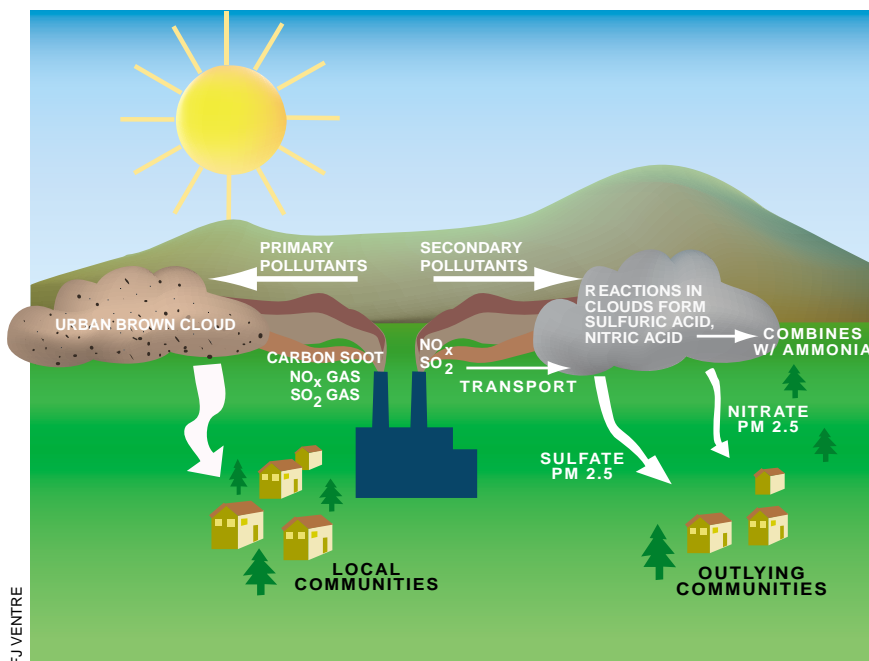 PRIMARY
POLLUTANTS
SECONDARY
POLLUTANTS
URBAN BROWN CLOUD
REACTIONS IN
CLOUDS FORM
SULFURIC ACID,
NITRIC ACID
COMBINES
W/ AMMONIA
CARBON SOOT
NOx GAS
SO2 GAS
NOx
SO2
TRANSPORT
NITRATE
PM 2.5
SULFATE
PM 2.5
LOCAL
COMMUNITIES
OUTLYING
COMMUNITIES
FJ VENTRE